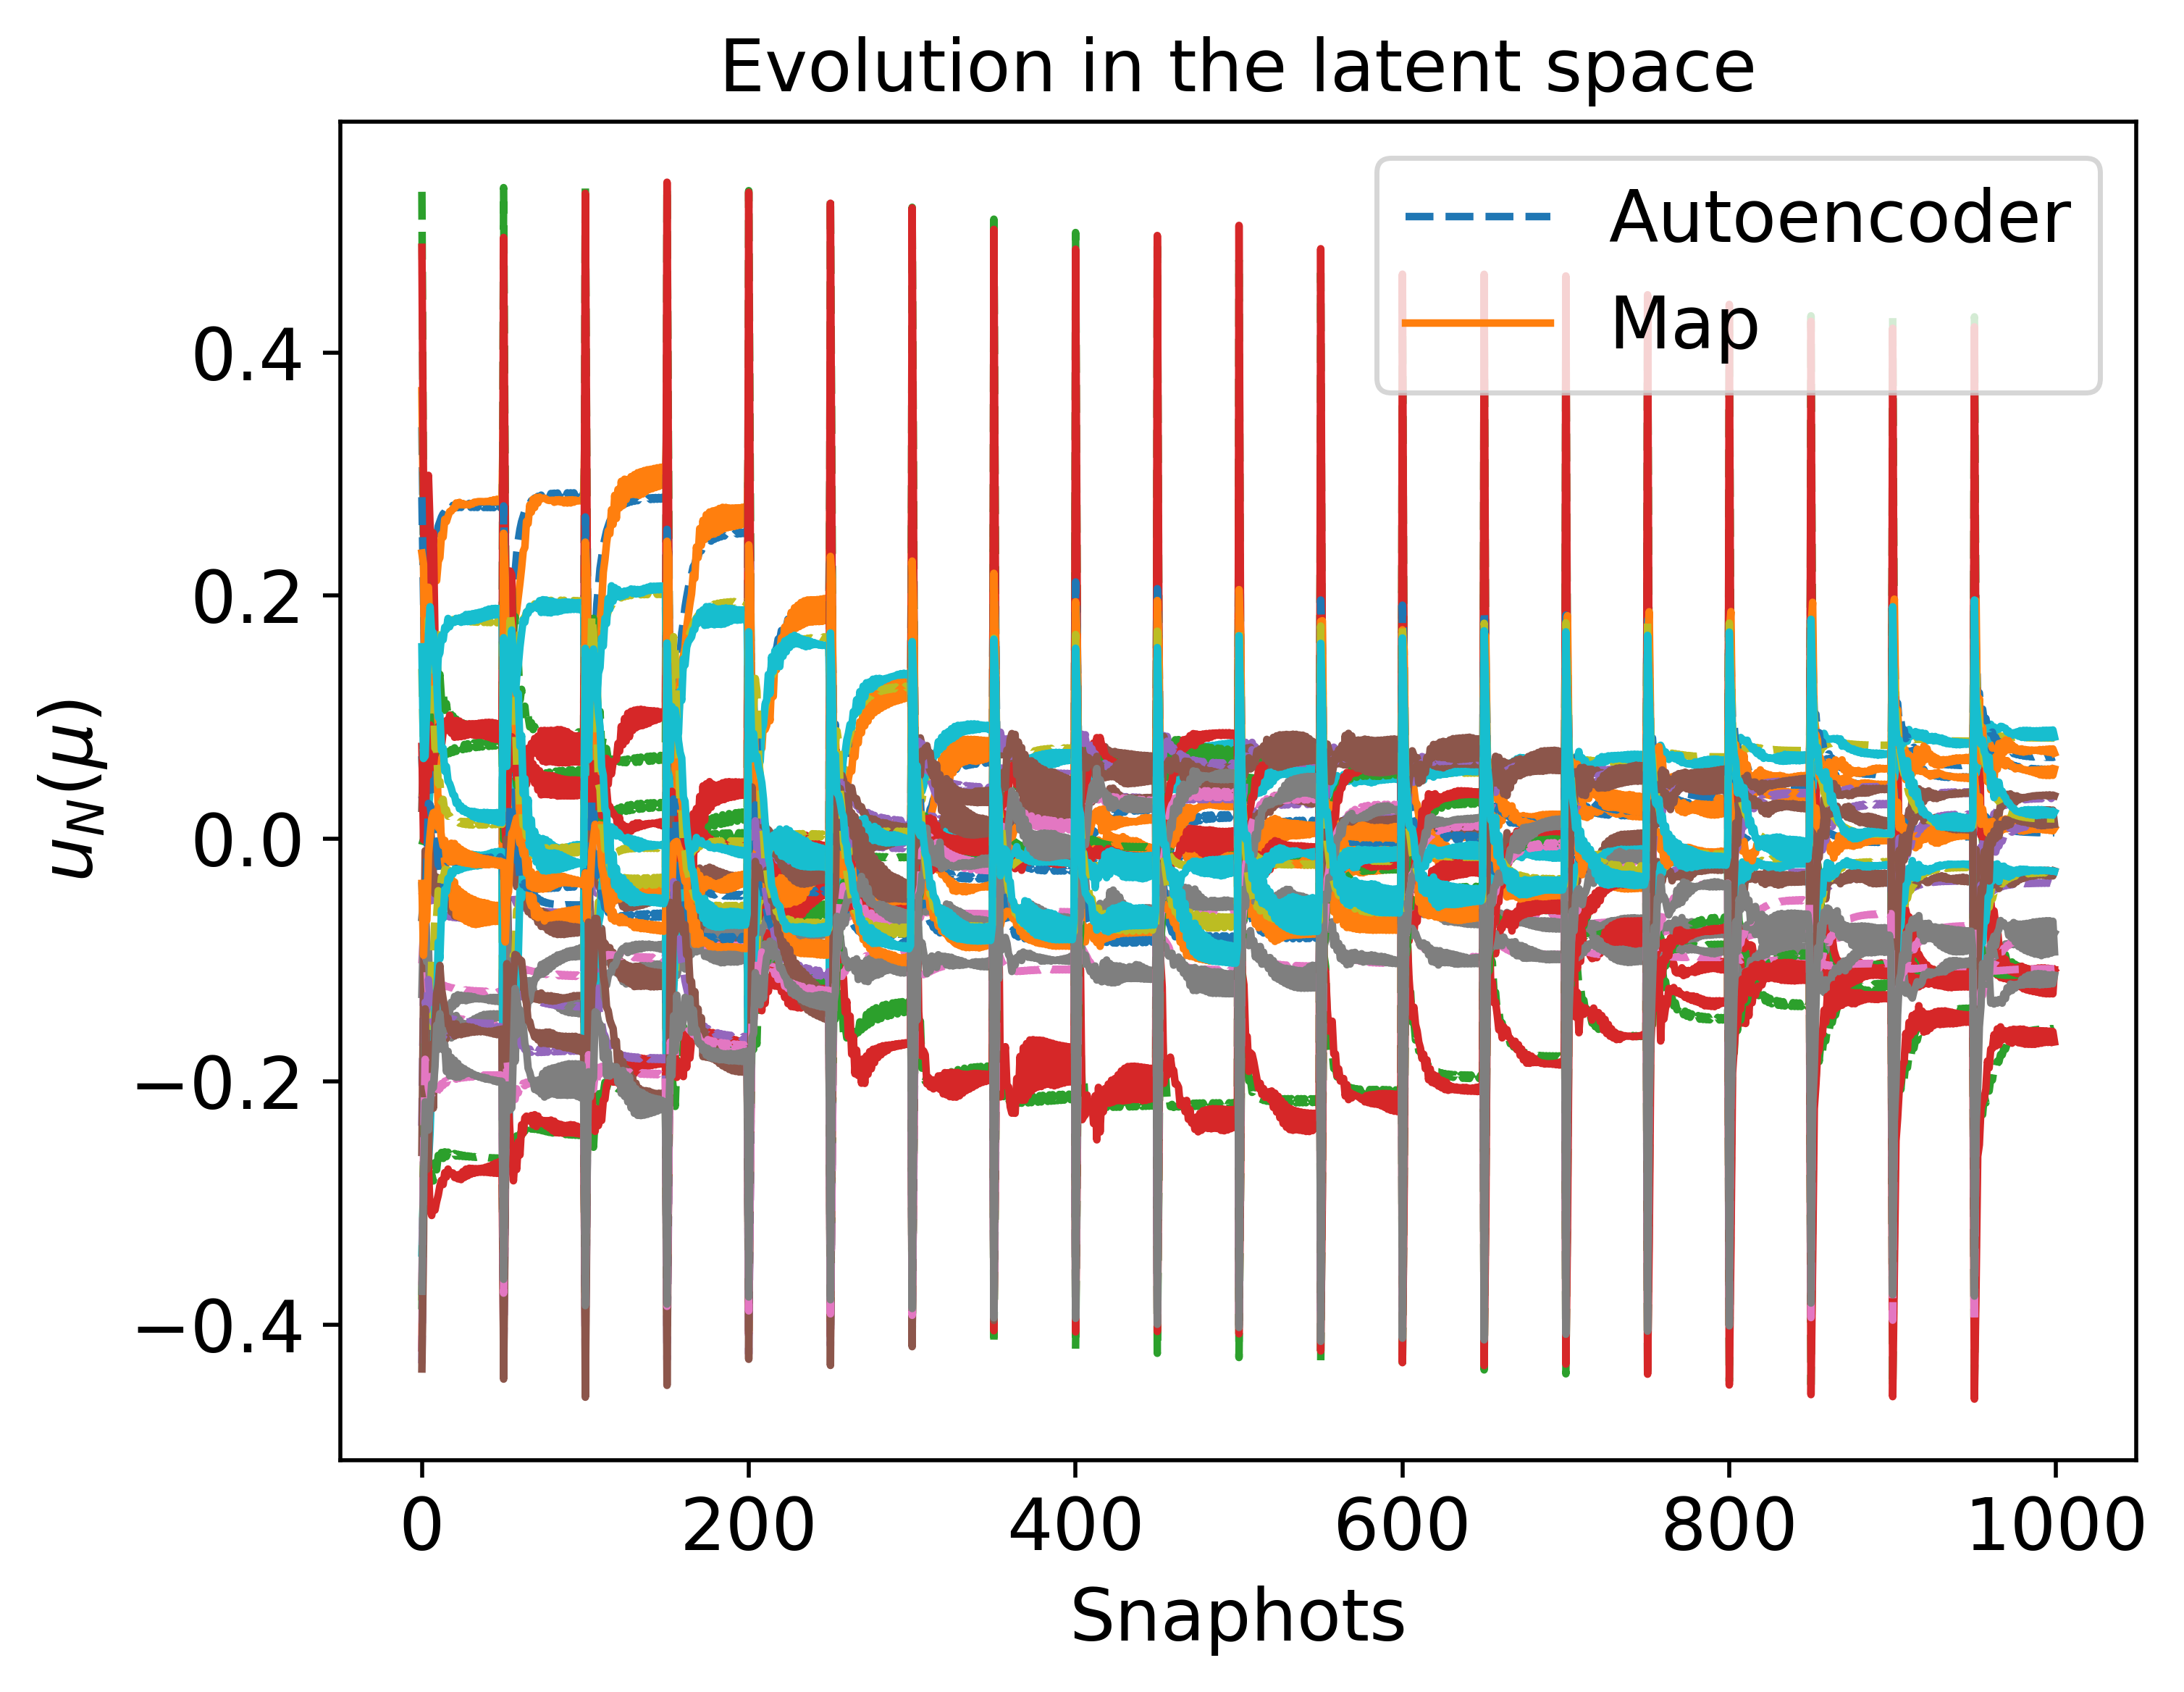 Evolution in the latent space
Autoencoder
Map
0.4
0.2
0.0
−0.2
−0.4
u_N(μ)
0 200 400 600 800 1000
Snaphots